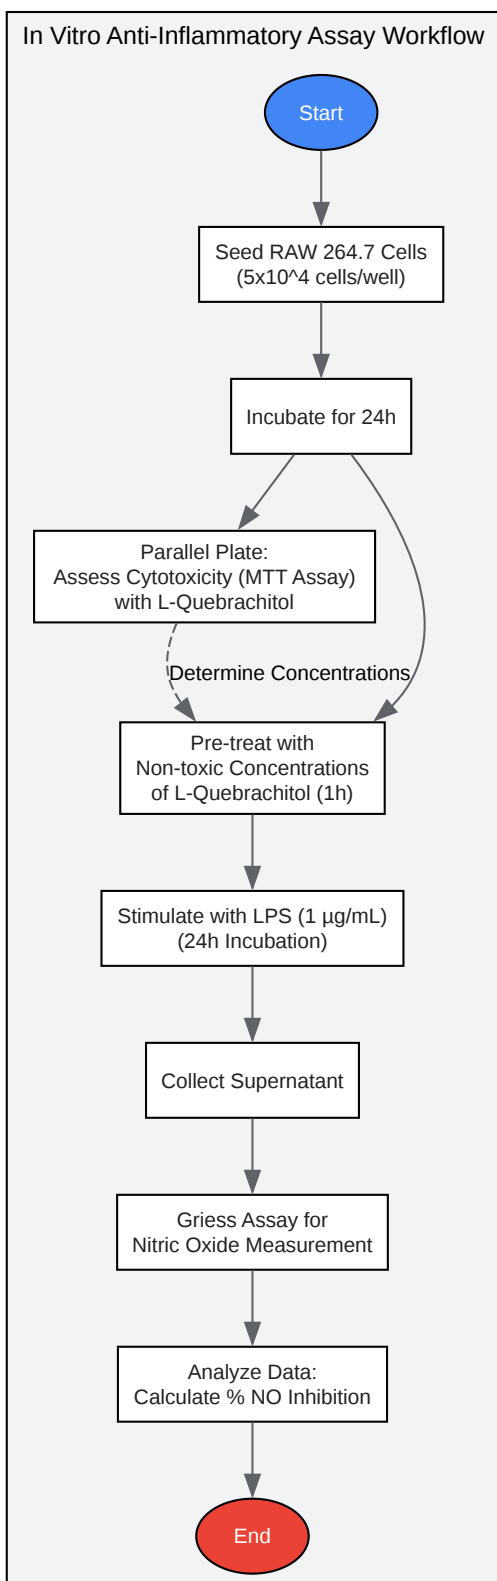 In Vitro Anti-Inflammatory Assay Workflow
Start
Seed RAW 264.7 Cells
(5x10^4 cells/well)
Incubate for 24h
Parallel Plate:
Assess Cytotoxicity (MTT Assay)
with L-Quebrachitol
Determine Concentrations
Pre-treat with
Non-toxic Concentrations
of L-Quebrachitol (1h)
Stimulate with LPS (1 µg/mL)
(24h Incubation)
Collect Supernatant
Griess Assay for
Nitric Oxide Measurement
Analyze Data:
Calculate % NO Inhibition
End